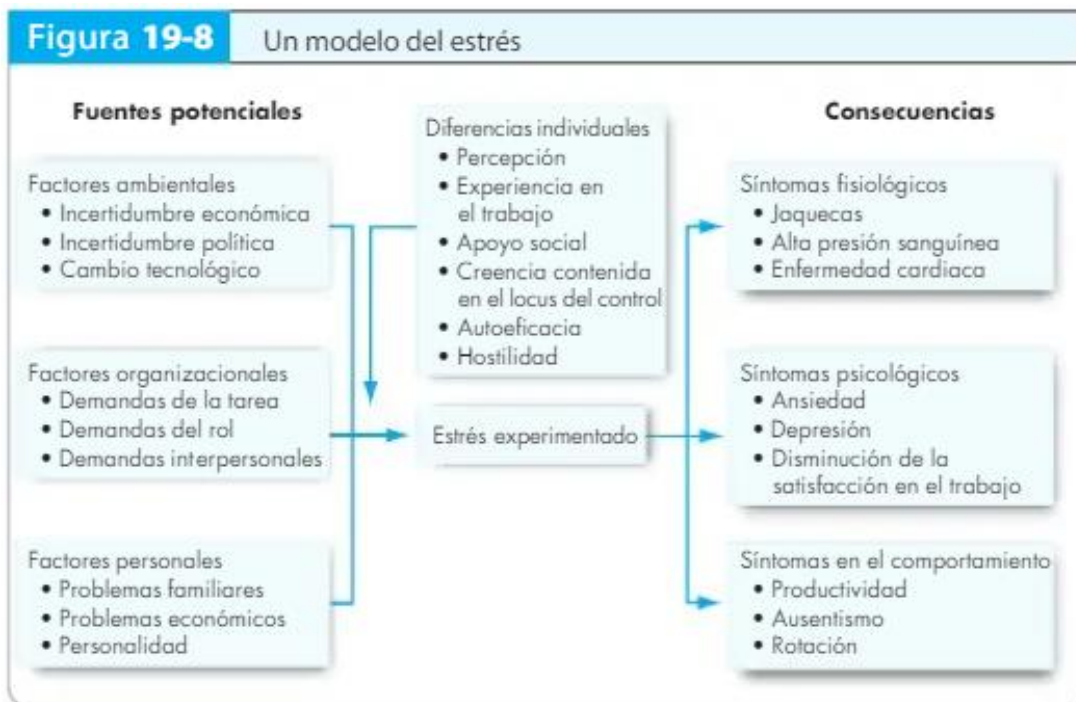 Figura 19-8 Un modelo del estrés
Fuentes potenciales
Factores ambientales
• Incertidumbre económica
• Incertidumbre política
• Cambio tecnológico
Factores organizacionales
• Demandas de la tarea
• Demandas del rol
• Demandas interpersonales
Factores personales
• Problemas familiares
• Problemas económicos
• Personalidad
Diferencias individuales
• Percepción
• Experiencia en
el trabajo
• Apoyo social
• Creencia contenida
en el locus del control
• Autoeficacia
• Hostilidad
Estrés experimentado
Consecuencias
Síntomas fisiológicos
• Jaquecas
• Alta presión sanguínea
• Enfermedad cardiaca
Síntomas psicológicos
• Ansiedad
• Depresión
• Disminución de la
satisfacción en el trabajo
Síntomas en el comportamiento
• Productividad
• Ausentismo
• Rotación